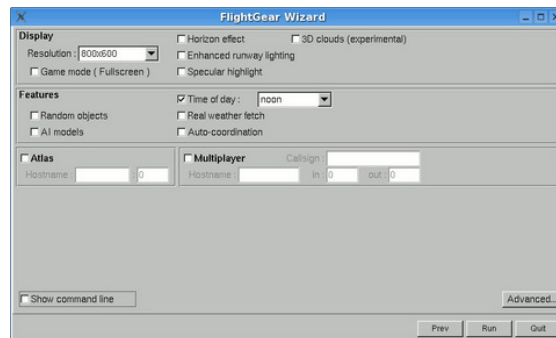 FlightGear Wizard
Display
Resolution : 800x600
Game mode ( Fullscreen )
Horizon effect
3D clouds (experimental)
Enhanced runway lighting
Specular highlight
Features
Random objects
AI models
Time of day : noon
Real weather fetch
Auto-coordination
Atlas
Hostname : : 0
Multiplayer Callsign :
Hostname : in : 0 out : 0
Show command line
Advanced...
Prev Run Quit